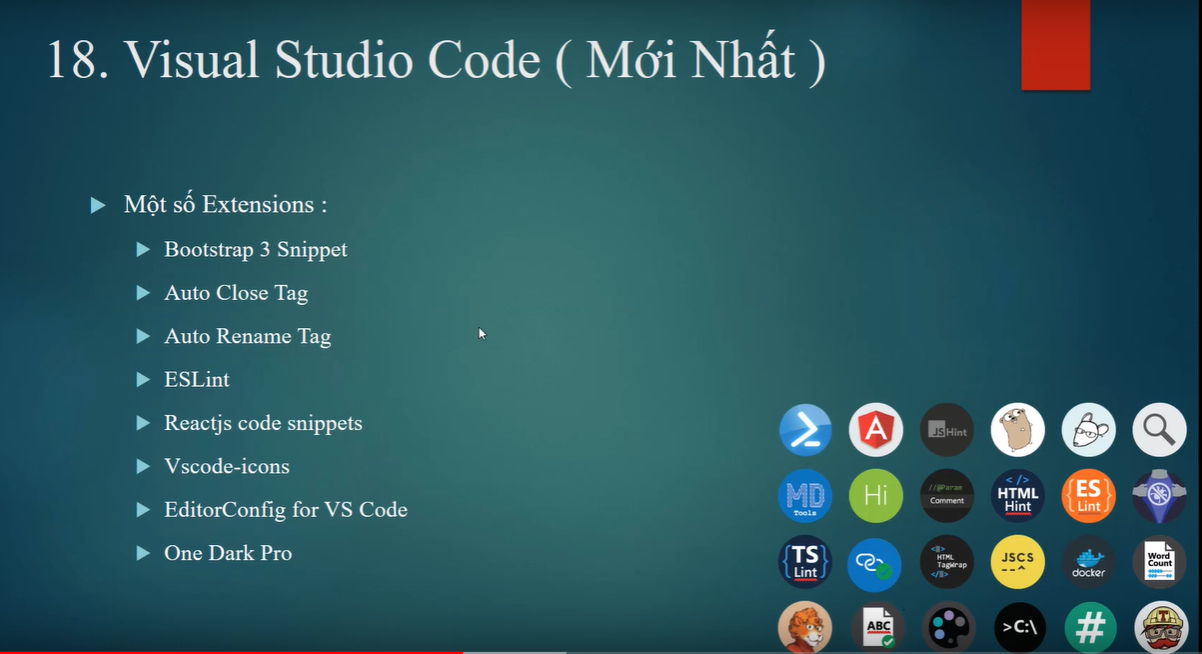 18. Visual Studio Code ( Mới Nhất )
Một số Extensions :
Bootstrap 3 Snippet
Auto Close Tag
Auto Rename Tag
ESLint
Reactjs code snippets
Vscode-icons
EditorConfig for VS Code
One Dark Pro
JSHint
MD
Tools
Hi
//@Param
Comment
</>
HTML
Hint
{ES
Lint}
{TS}
Lint
HTML
TagWrap
JSCS
docker
Word
Count
ABC
>C:\
#
T